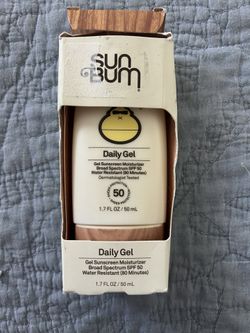 SUN
BUM
Daily Gel
Gel Sunscreen Moisturizer
Broad Spectrum SPF 50
Water Resistant (80 Minutes)
Dermatologist Tested
50
1.7 FL OZ / 50 mL
Daily Gel
Gel Sunscreen Moisturizer
Broad Spectrum SPF 50
Water Resistant (80 Minutes)
1.7 FL OZ / 50 mL